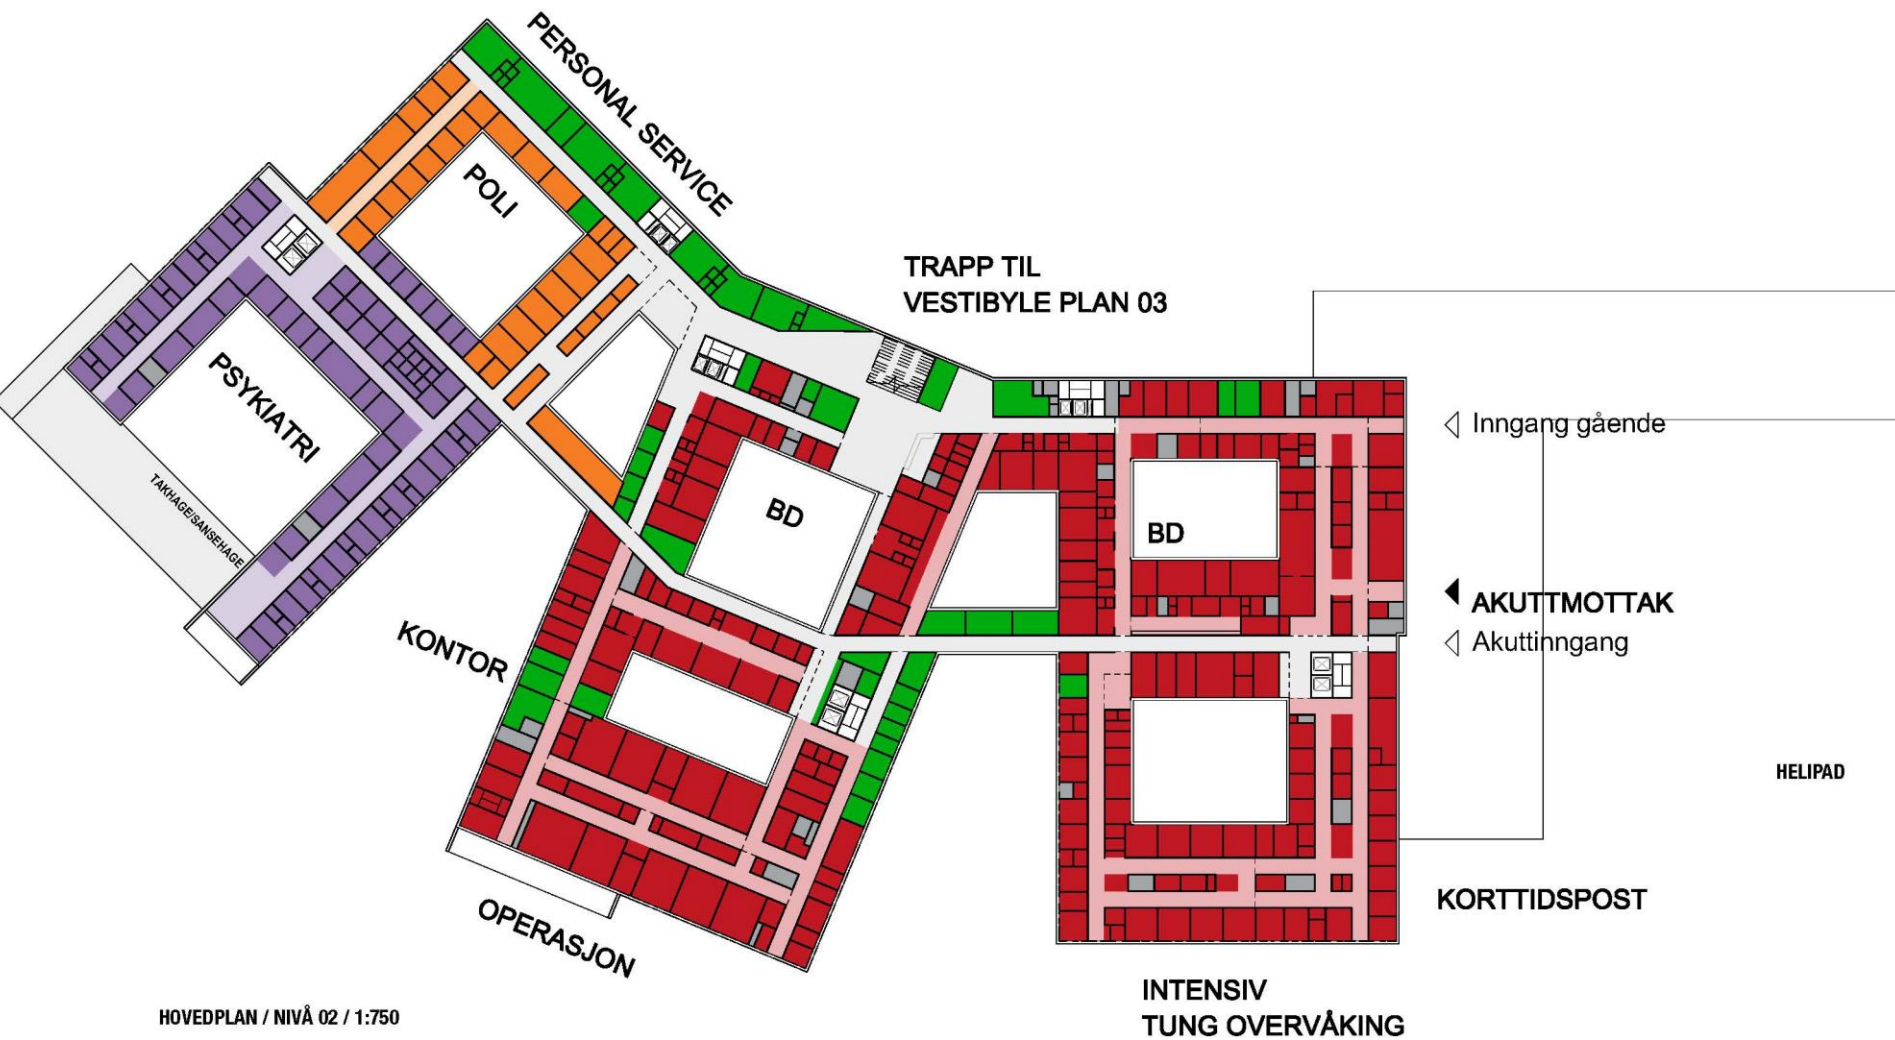 PERSONAL SERVICE
POLI
TRAPP TIL
VESTIBYLE PLAN 03
PSYKIATRI
Inngang gående
TAKHAGE/SANSEHAGE
BD
BD
AKUTTMOTTAK
Akuttinngang
KONTOR
HELIPAD
KORTTIDSPOST
OPERASJON
INTENSIV
TUNG OVERVÅKING
HOVEDPLAN / NIVÅ 02 / 1:750